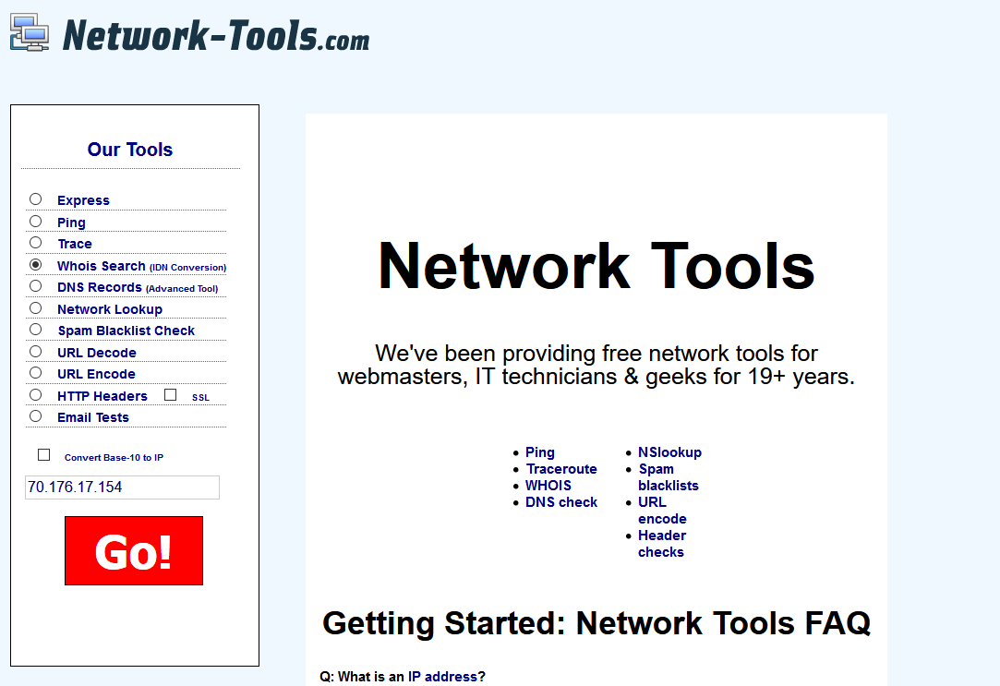 Network-Tools.com
Our Tools
Express
Ping
Trace
Whois Search (IDN Conversion)
DNS Records (Advanced Tool)
Network Lookup
Spam Blacklist Check
URL Decode
URL Encode
HTTP Headers SSL
Email Tests
Convert Base-10 to IP
70.176.17.154
Go!
Network Tools
We've been providing free network tools for
webmasters, IT technicians & geeks for 19+ years.
Ping
Traceroute
WHOIS
DNS check
NSlookup
Spam
blacklists
URL
encode
Header
checks
Getting Started: Network Tools FAQ
Q: What is an IP address?